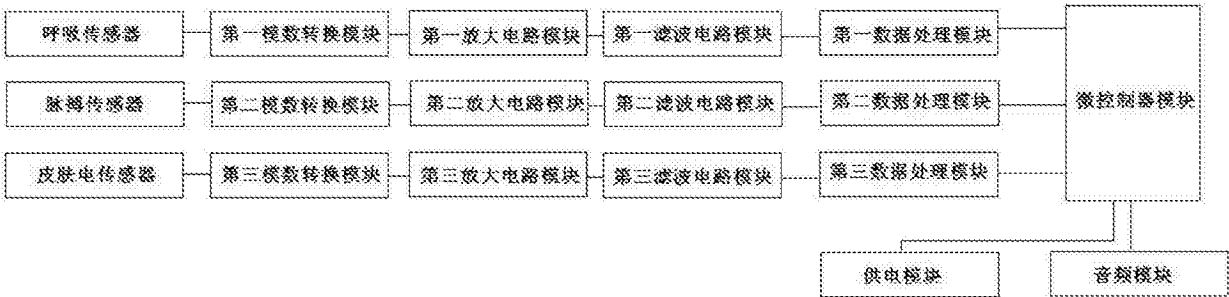 呼吸传感器 第一模数转换模块 第一放大电路模块 第一滤波电路模块 第一数据处理模块
脉搏传感器 第二模数转换模块 第二放大电路模块 第二滤波电路模块 第二数据处理模块 微控制器模块
皮肤电传感器 第三模数转换模块 第三放大电路模块 第三滤波电路模块 第三数据处理模块
供电模块 音频模块